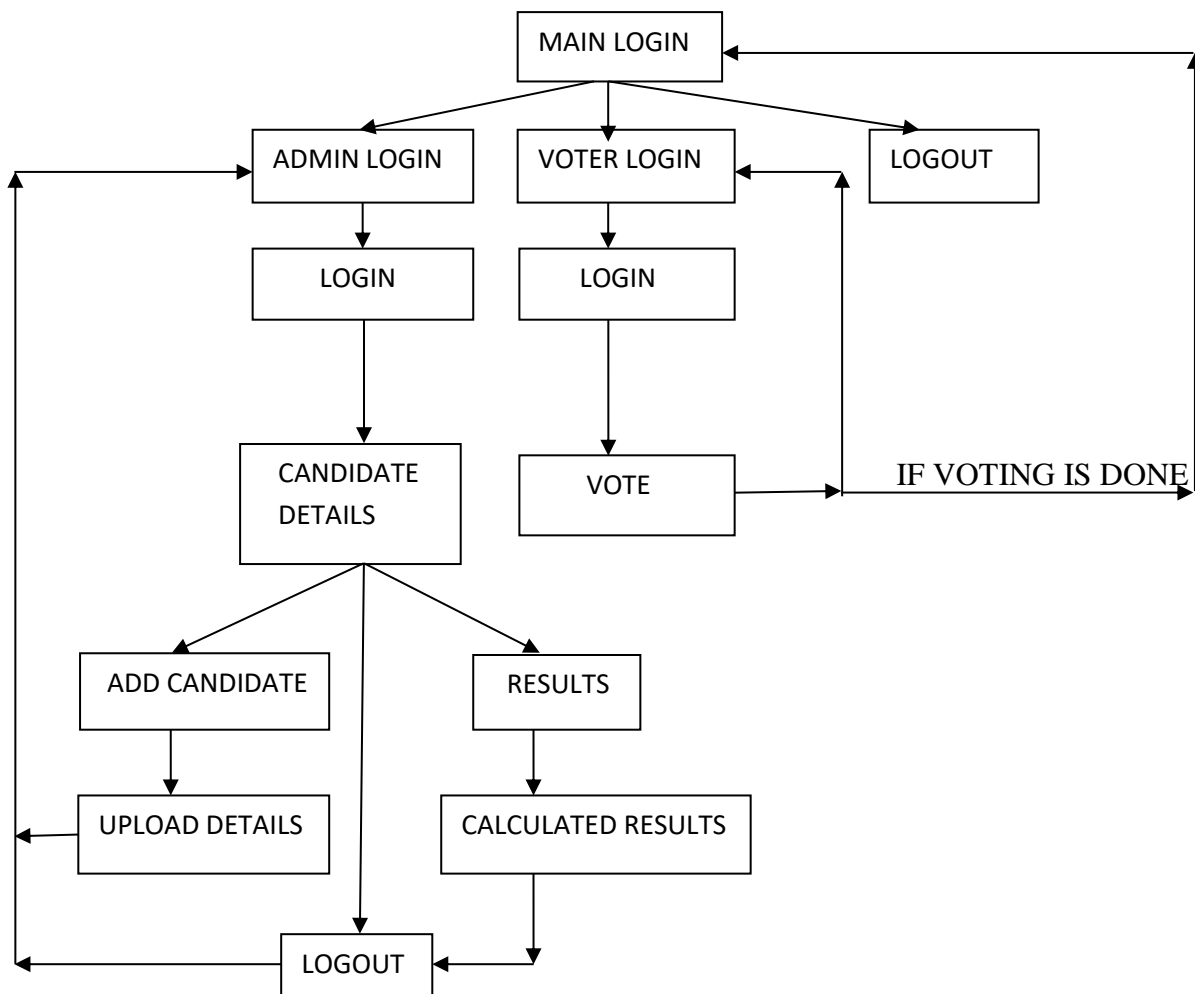 MAIN LOGIN
ADMIN LOGIN
VOTER LOGIN
LOGOUT
LOGIN
LOGIN
CANDIDATE
DETAILS
VOTE
IF VOTING IS DONE
ADD CANDIDATE
RESULTS
UPLOAD DETAILS
CALCULATED RESULTS
LOGOUT